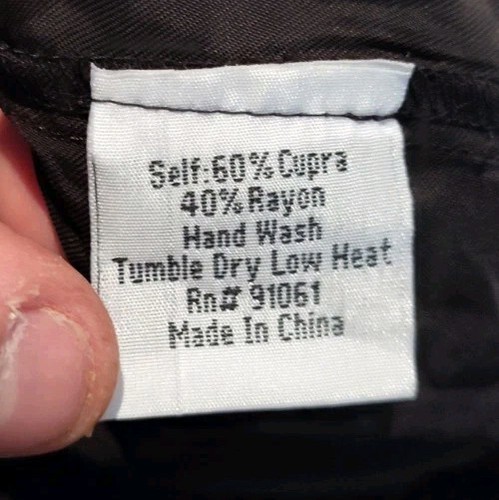 Self:60% Cupra
40% Rayon
Hand Wash
Tumble Dry Low Heat
Rn# 91061
Made In China